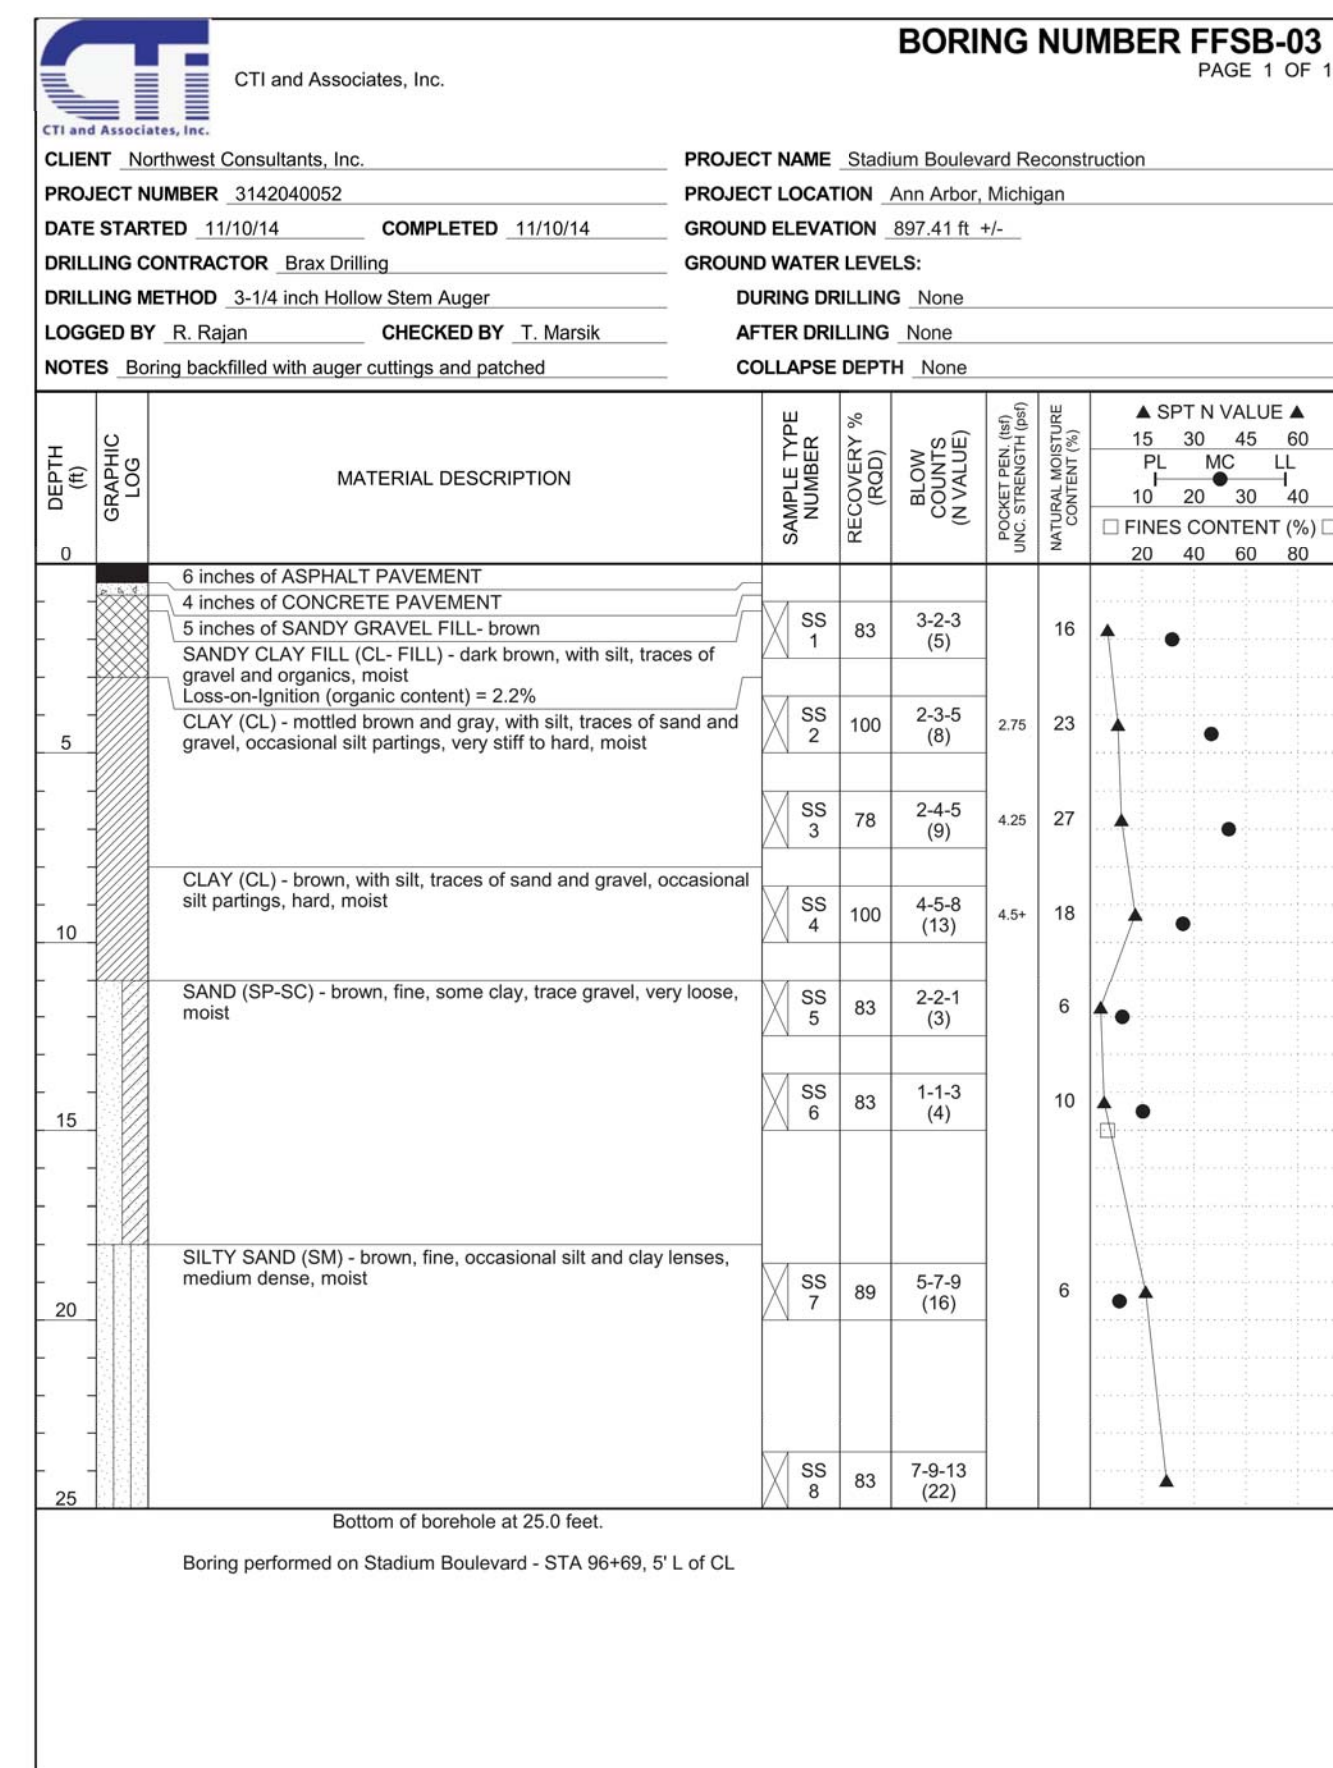 BORING NUMBER FFSB-03
PAGE 1 OF 1
CTi
CTI and Associates, Inc.
CTI and Associates, Inc.
CLIENT Northwest Consultants, Inc.
PROJECT NAME Stadium Boulevard Reconstruction
PROJECT NUMBER 3142040052
PROJECT LOCATION Ann Arbor, Michigan
DATE STARTED 11/10/14 COMPLETED 11/10/14
GROUND ELEVATION 897.41 ft +/-
DRILLING CONTRACTOR Brax Drilling
GROUND WATER LEVELS:
DRILLING METHOD 3-1/4 inch Hollow Stem Auger
DURING DRILLING None
LOGGED BY R. Rajan CHECKED BY T. Marsik
AFTER DRILLING None
NOTES Boring backfilled with auger cuttings and patched
COLLAPSE DEPTH None
DEPTH
(ft)
GRAPHIC
LOG
MATERIAL DESCRIPTION
SAMPLE TYPE
NUMBER
RECOVERY %
(RQD)
BLOW
COUNTS
(N VALUE)
POCKET PEN. (tsf)
UNC. STRENGTH (psf)
NATURAL MOISTURE
CONTENT (%)
▲ SPT N VALUE ▲
15 30 45 60
PL MC LL
10 20 30 40
□ FINES CONTENT (%) □
20 40 60 80
0
6 inches of ASPHALT PAVEMENT
4 inches of CONCRETE PAVEMENT
5 inches of SANDY GRAVEL FILL- brown
SANDY CLAY FILL (CL- FILL) - dark brown, with silt, traces of
gravel and organics, moist
Loss-on-Ignition (organic content) = 2.2%
SS
1
83
3-2-3
(5)
16
CLAY (CL) - mottled brown and gray, with silt, traces of sand and
gravel, occasional silt partings, very stiff to hard, moist
SS
2
100
2-3-5
(8)
2.75
23
5
SS
3
78
2-4-5
(9)
4.25
27
CLAY (CL) - brown, with silt, traces of sand and gravel, occasional
silt partings, hard, moist
SS
4
100
4-5-8
(13)
4.5+
18
10
SAND (SP-SC) - brown, fine, some clay, trace gravel, very loose,
moist
SS
5
83
2-2-1
(3)
6
SS
6
83
1-1-3
(4)
10
15
SILTY SAND (SM) - brown, fine, occasional silt and clay lenses,
medium dense, moist
SS
7
89
5-7-9
(16)
6
20
SS
8
83
7-9-13
(22)
25
Bottom of borehole at 25.0 feet.
Boring performed on Stadium Boulevard - STA 96+69, 5' L of CL